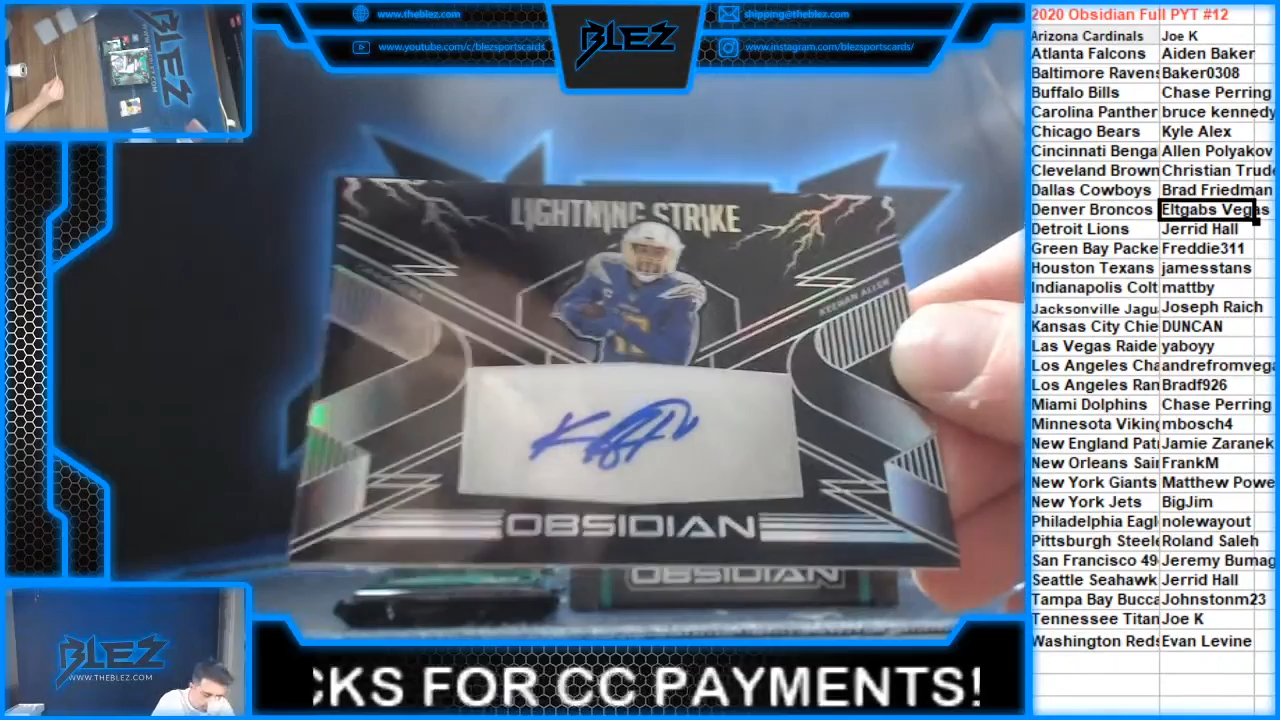 www.theblez.com
shipping@theblez.com
www.youtube.com/c/blezsportscards
www.instagram.com/blezsportscards/
BLEZ
BLEZ
LIGHTNING STRIKE
KEENAN ALLEN
OBSIDIAN
OBSIDIAN
BLEZ
WWW.THEBLEZ.COM
CKS FOR CC PAYMENTS!
2020 Obsidian Full PYT #12
Arizona Cardinals Joe K
Atlanta Falcons Aiden Baker
Baltimore Ravens Baker0308
Buffalo Bills Chase Perring
Carolina Panther bruce kennedy
Chicago Bears Kyle Alex
Cincinnati Benga Allen Polyakov
Cleveland Brown Christian Trude
Dallas Cowboys Brad Friedman
Denver Broncos Eltgabs Vegas
Detroit Lions Jerrid Hall
Green Bay Packe Freddie311
Houston Texans jamesstans
Indianapolis Colt mattby
Jacksonville Jagu Joseph Raich
Kansas City Chie DUNCAN
Las Vegas Raide yaboyy
Los Angeles Cha andrefromvega
Los Angeles Ran Bradf926
Miami Dolphins Chase Perring
Minnesota Viking mbosch4
New England Patr Jamie Zaranek
New Orleans Sai FrankM
New York Giants Matthew Powe
New York Jets BigJim
Philadelphia Eagl nolewayout
Pittsburgh Steele Roland Saleh
San Francisco 49 Jeremy Bumag
Seattle Seahawk Jerrid Hall
Tampa Bay Bucca Johnstonm23
Tennessee Titan Joe K
Washington Reds Evan Levine